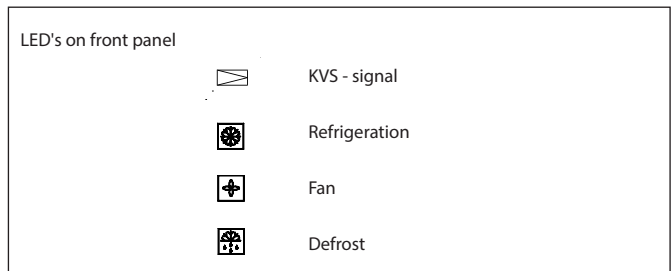 LED's on front panel
KVS - signal
Refrigeration
Fan
Defrost